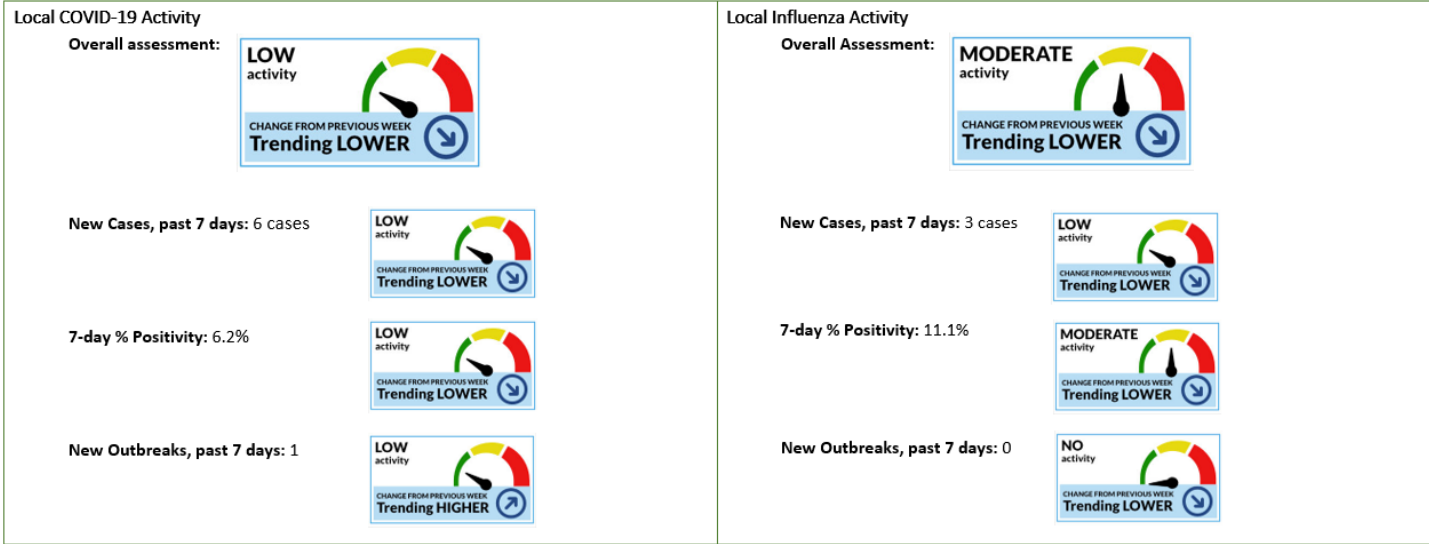 Local COVID-19 Activity
Overall assessment:
LOW
activity
CHANGE FROM PREVIOUS WEEK
Trending LOWER
New Cases, past 7 days: 6 cases
LOW
activity
CHANGE FROM PREVIOUS WEEK
Trending LOWER
7-day % Positivity: 6.2%
LOW
activity
CHANGE FROM PREVIOUS WEEK
Trending LOWER
New Outbreaks, past 7 days: 1
LOW
activity
CHANGE FROM PREVIOUS WEEK
Trending HIGHER
Local Influenza Activity
Overall Assessment:
MODERATE
activity
CHANGE FROM PREVIOUS WEEK
Trending LOWER
New Cases, past 7 days: 3 cases
LOW
activity
CHANGE FROM PREVIOUS WEEK
Trending LOWER
7-day % Positivity: 11.1%
MODERATE
activity
CHANGE FROM PREVIOUS WEEK
Trending LOWER
New Outbreaks, past 7 days: 0
NO
activity
CHANGE FROM PREVIOUS WEEK
Trending LOWER